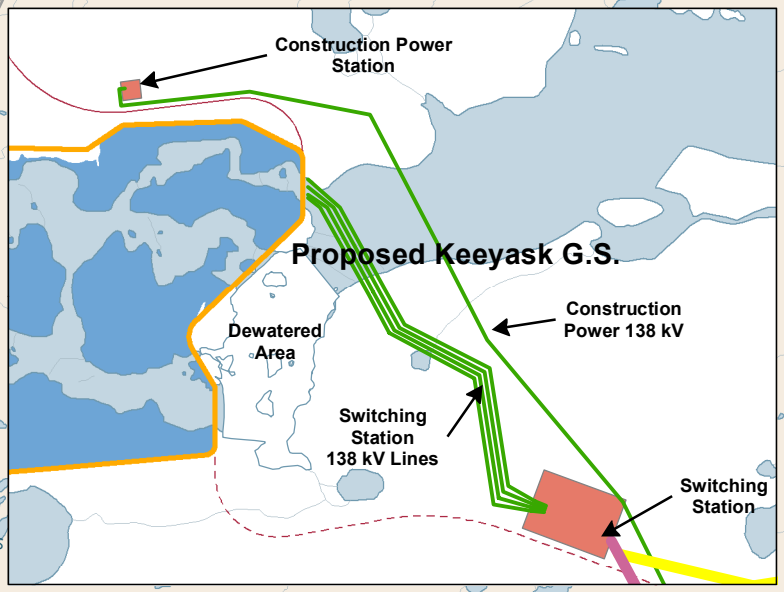 Construction Power
Station
Proposed Keeyask G.S.
Construction
Power 138 kV
Dewatered
Area
Switching
Station
138 kV Lines
Switching
Station